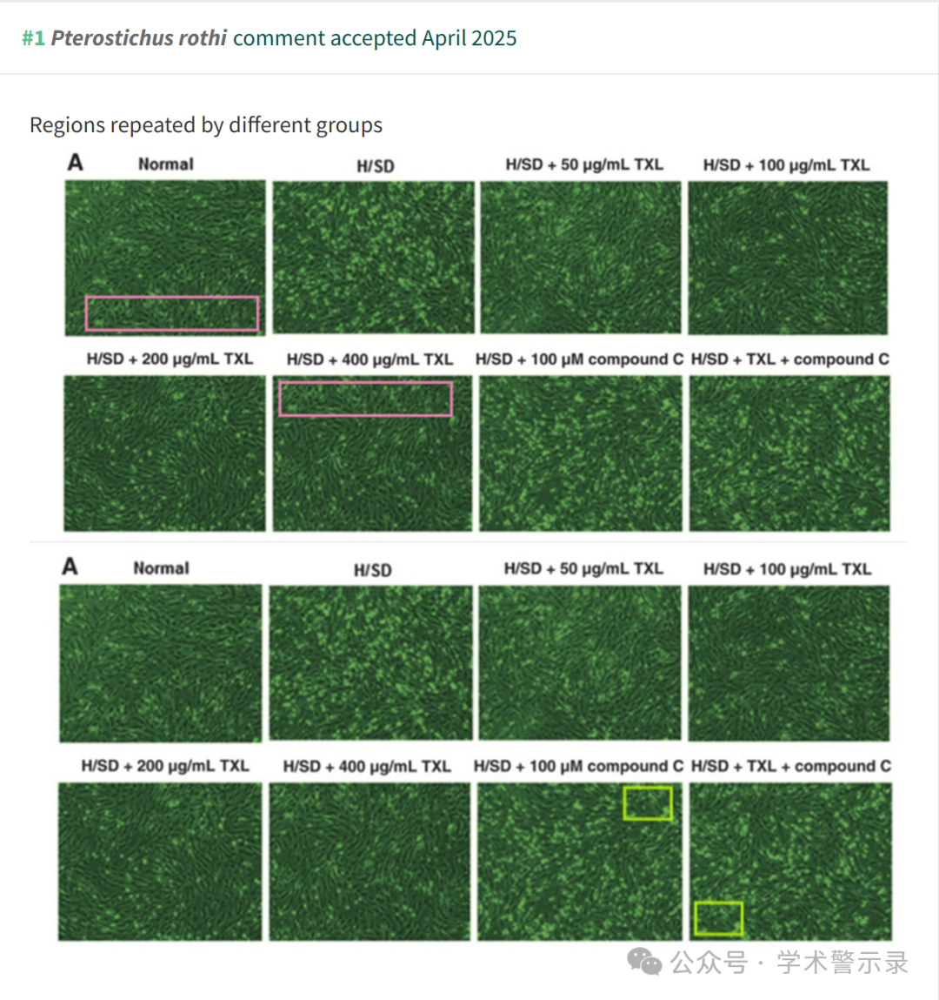 #1 Pterostichus rothi comment accepted April 2025
Regions repeated by different groups
A Normal H/SD H/SD + 50 µg/mL TXL H/SD + 100 µg/mL TXL
H/SD + 200 µg/mL TXL H/SD + 400 µg/mL TXL H/SD + 100 µM compound C H/SD + TXL + compound C
A Normal H/SD H/SD + 50 µg/mL TXL H/SD + 100 µg/mL TXL
H/SD + 200 µg/mL TXL H/SD + 400 µg/mL TXL H/SD + 100 µM compound C H/SD + TXL + compound C
公众号 · 学术警示录